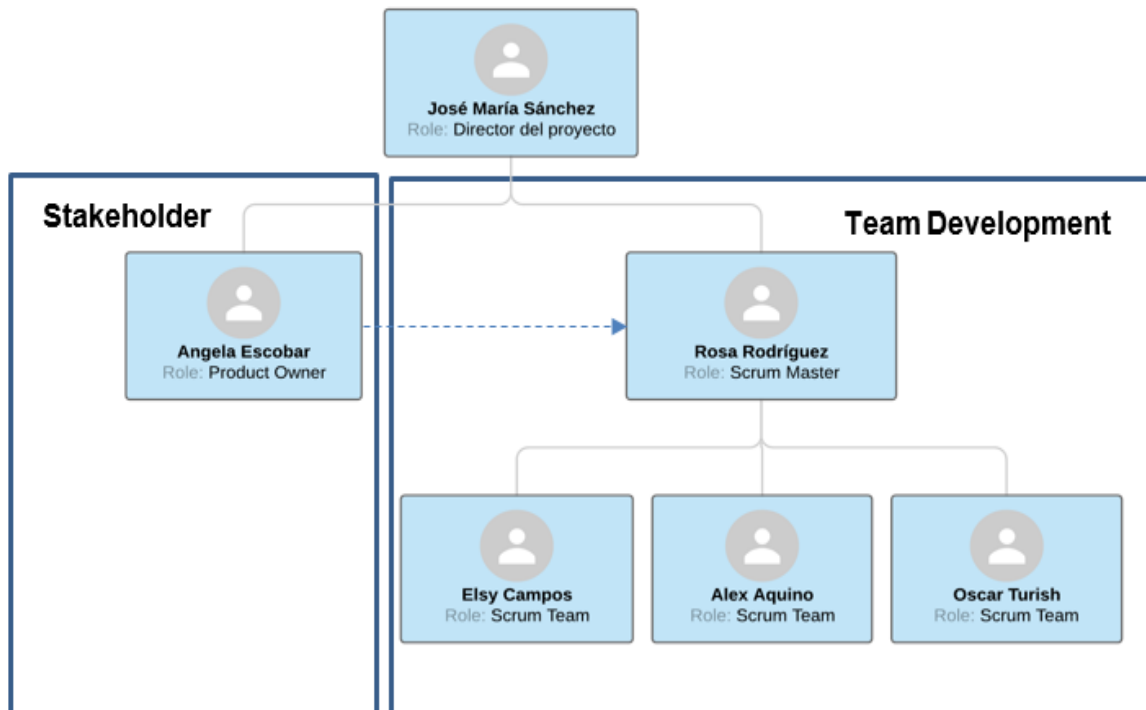 José María Sánchez
Role: Director del proyecto
Stakeholder
Team Development
Angela Escobar
Role: Product Owner
Rosa Rodríguez
Role: Scrum Master
Elsy Campos
Role: Scrum Team
Alex Aquino
Role: Scrum Team
Oscar Turish
Role: Scrum Team